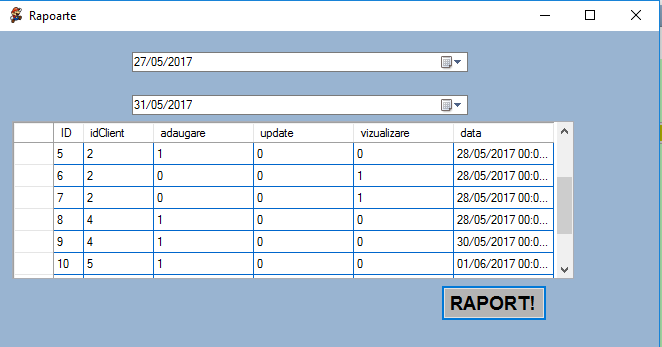 Rapoarte
27/05/2017
31/05/2017
ID idClient adaugare update vizualizare data
5 2 1 0 0 28/05/2017 00:0...
6 2 0 0 1 28/05/2017 00:0...
7 2 0 0 1 28/05/2017 00:0...
8 4 1 0 0 28/05/2017 00:0...
9 4 1 0 0 30/05/2017 00:0...
10 5 1 0 0 01/06/2017 00:0...
RAPORT!